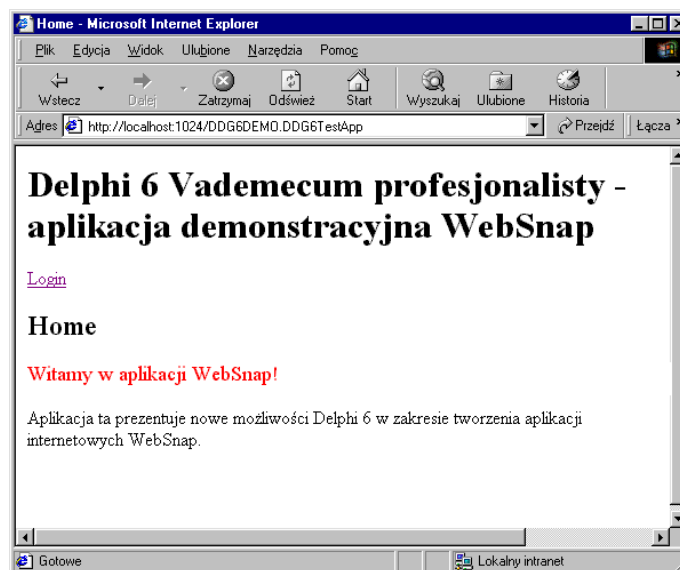 Home - Microsoft Internet Explorer
Plik Edycja Widok Ulubione Narzędzia Pomoc
Wstecz Dalej Zatrzymaj Odśwież Start Wyszukaj Ulubione Historia
Adres http://localhost:1024/DDG6DEMO.DDG6TestApp Przejdź Łącza
Delphi 6 Vademecum profesjonalisty -
aplikacja demonstracyjna WebSnap
Login
Home
Witamy w aplikacji WebSnap!
Aplikacja ta prezentuje nowe możliwości Delphi 6 w zakresie tworzenia aplikacji
internetowych WebSnap.
Gotowe Lokalny intranet